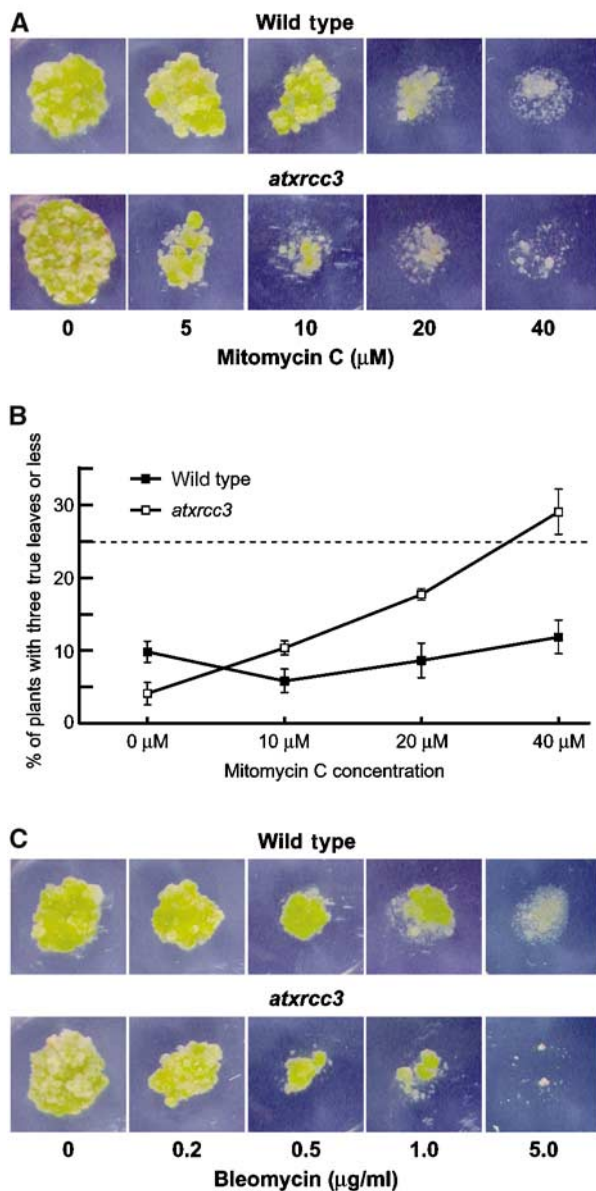 A
Wild type
atxrcc3
0 5 10 20 40
Mitomycin C (μM)
B
% of plants with three true leaves or less
Wild type
atxrcc3
30
20
10
0
0 μM 10 μM 20 μM 40 μM
Mitomycin C concentration
C
Wild type
atxrcc3
0 0.2 0.5 1.0 5.0
Bleomycin (μg/ml)